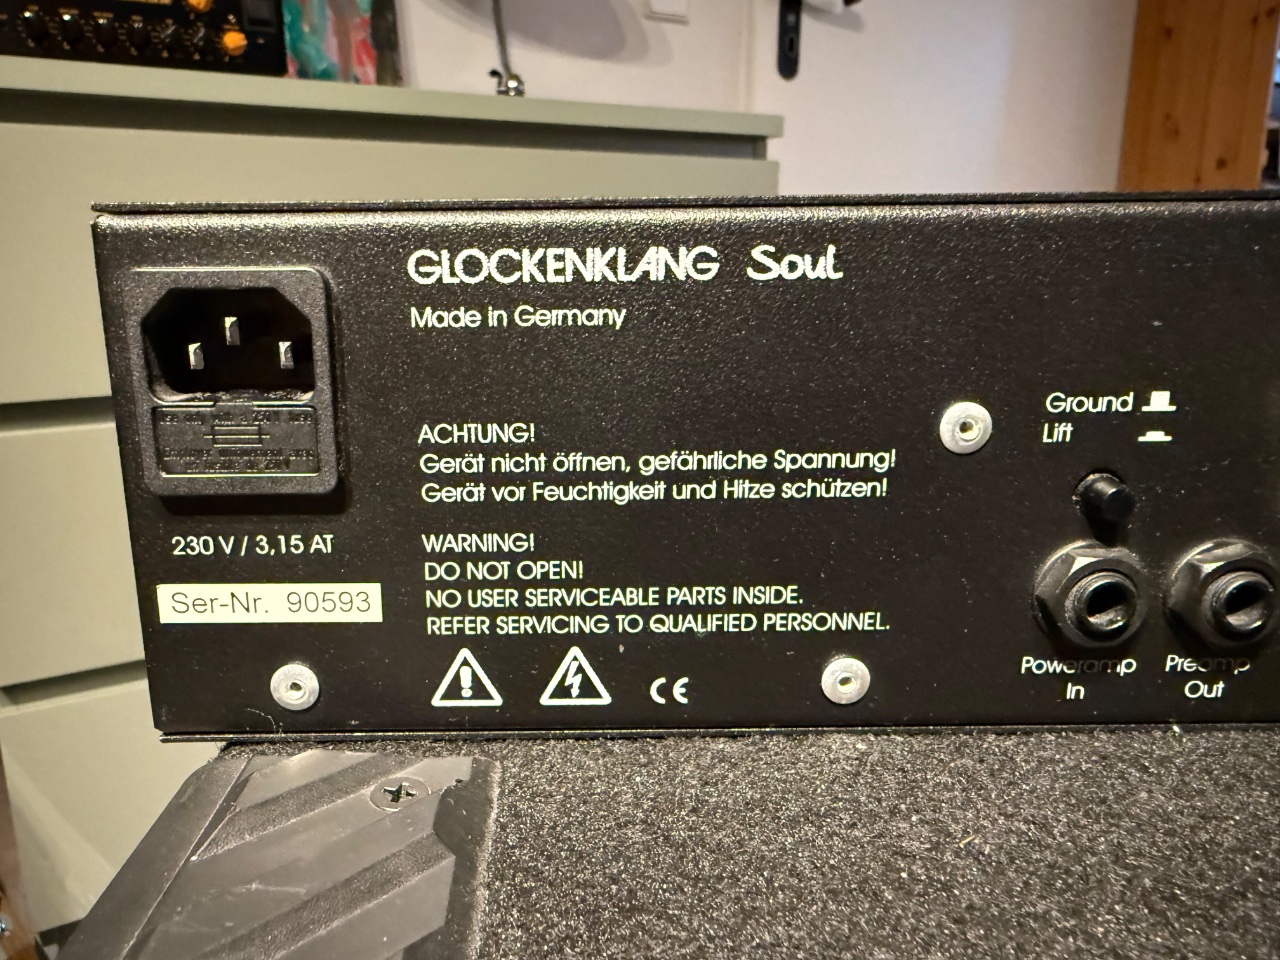 GLOCKENKLANG Soul
Made in Germany
ACHTUNG!
Gerät nicht öffnen, gefährliche Spannung!
Gerät vor Feuchtigkeit und Hitze schützen!
WARNING!
DO NOT OPEN!
NO USER SERVICEABLE PARTS INSIDE.
REFER SERVICING TO QUALIFIED PERSONNEL.
CE
230 V / 3,15 AT
Ser-Nr. 90593
Ground
Lift
Poweramp
In
Preamp
Out